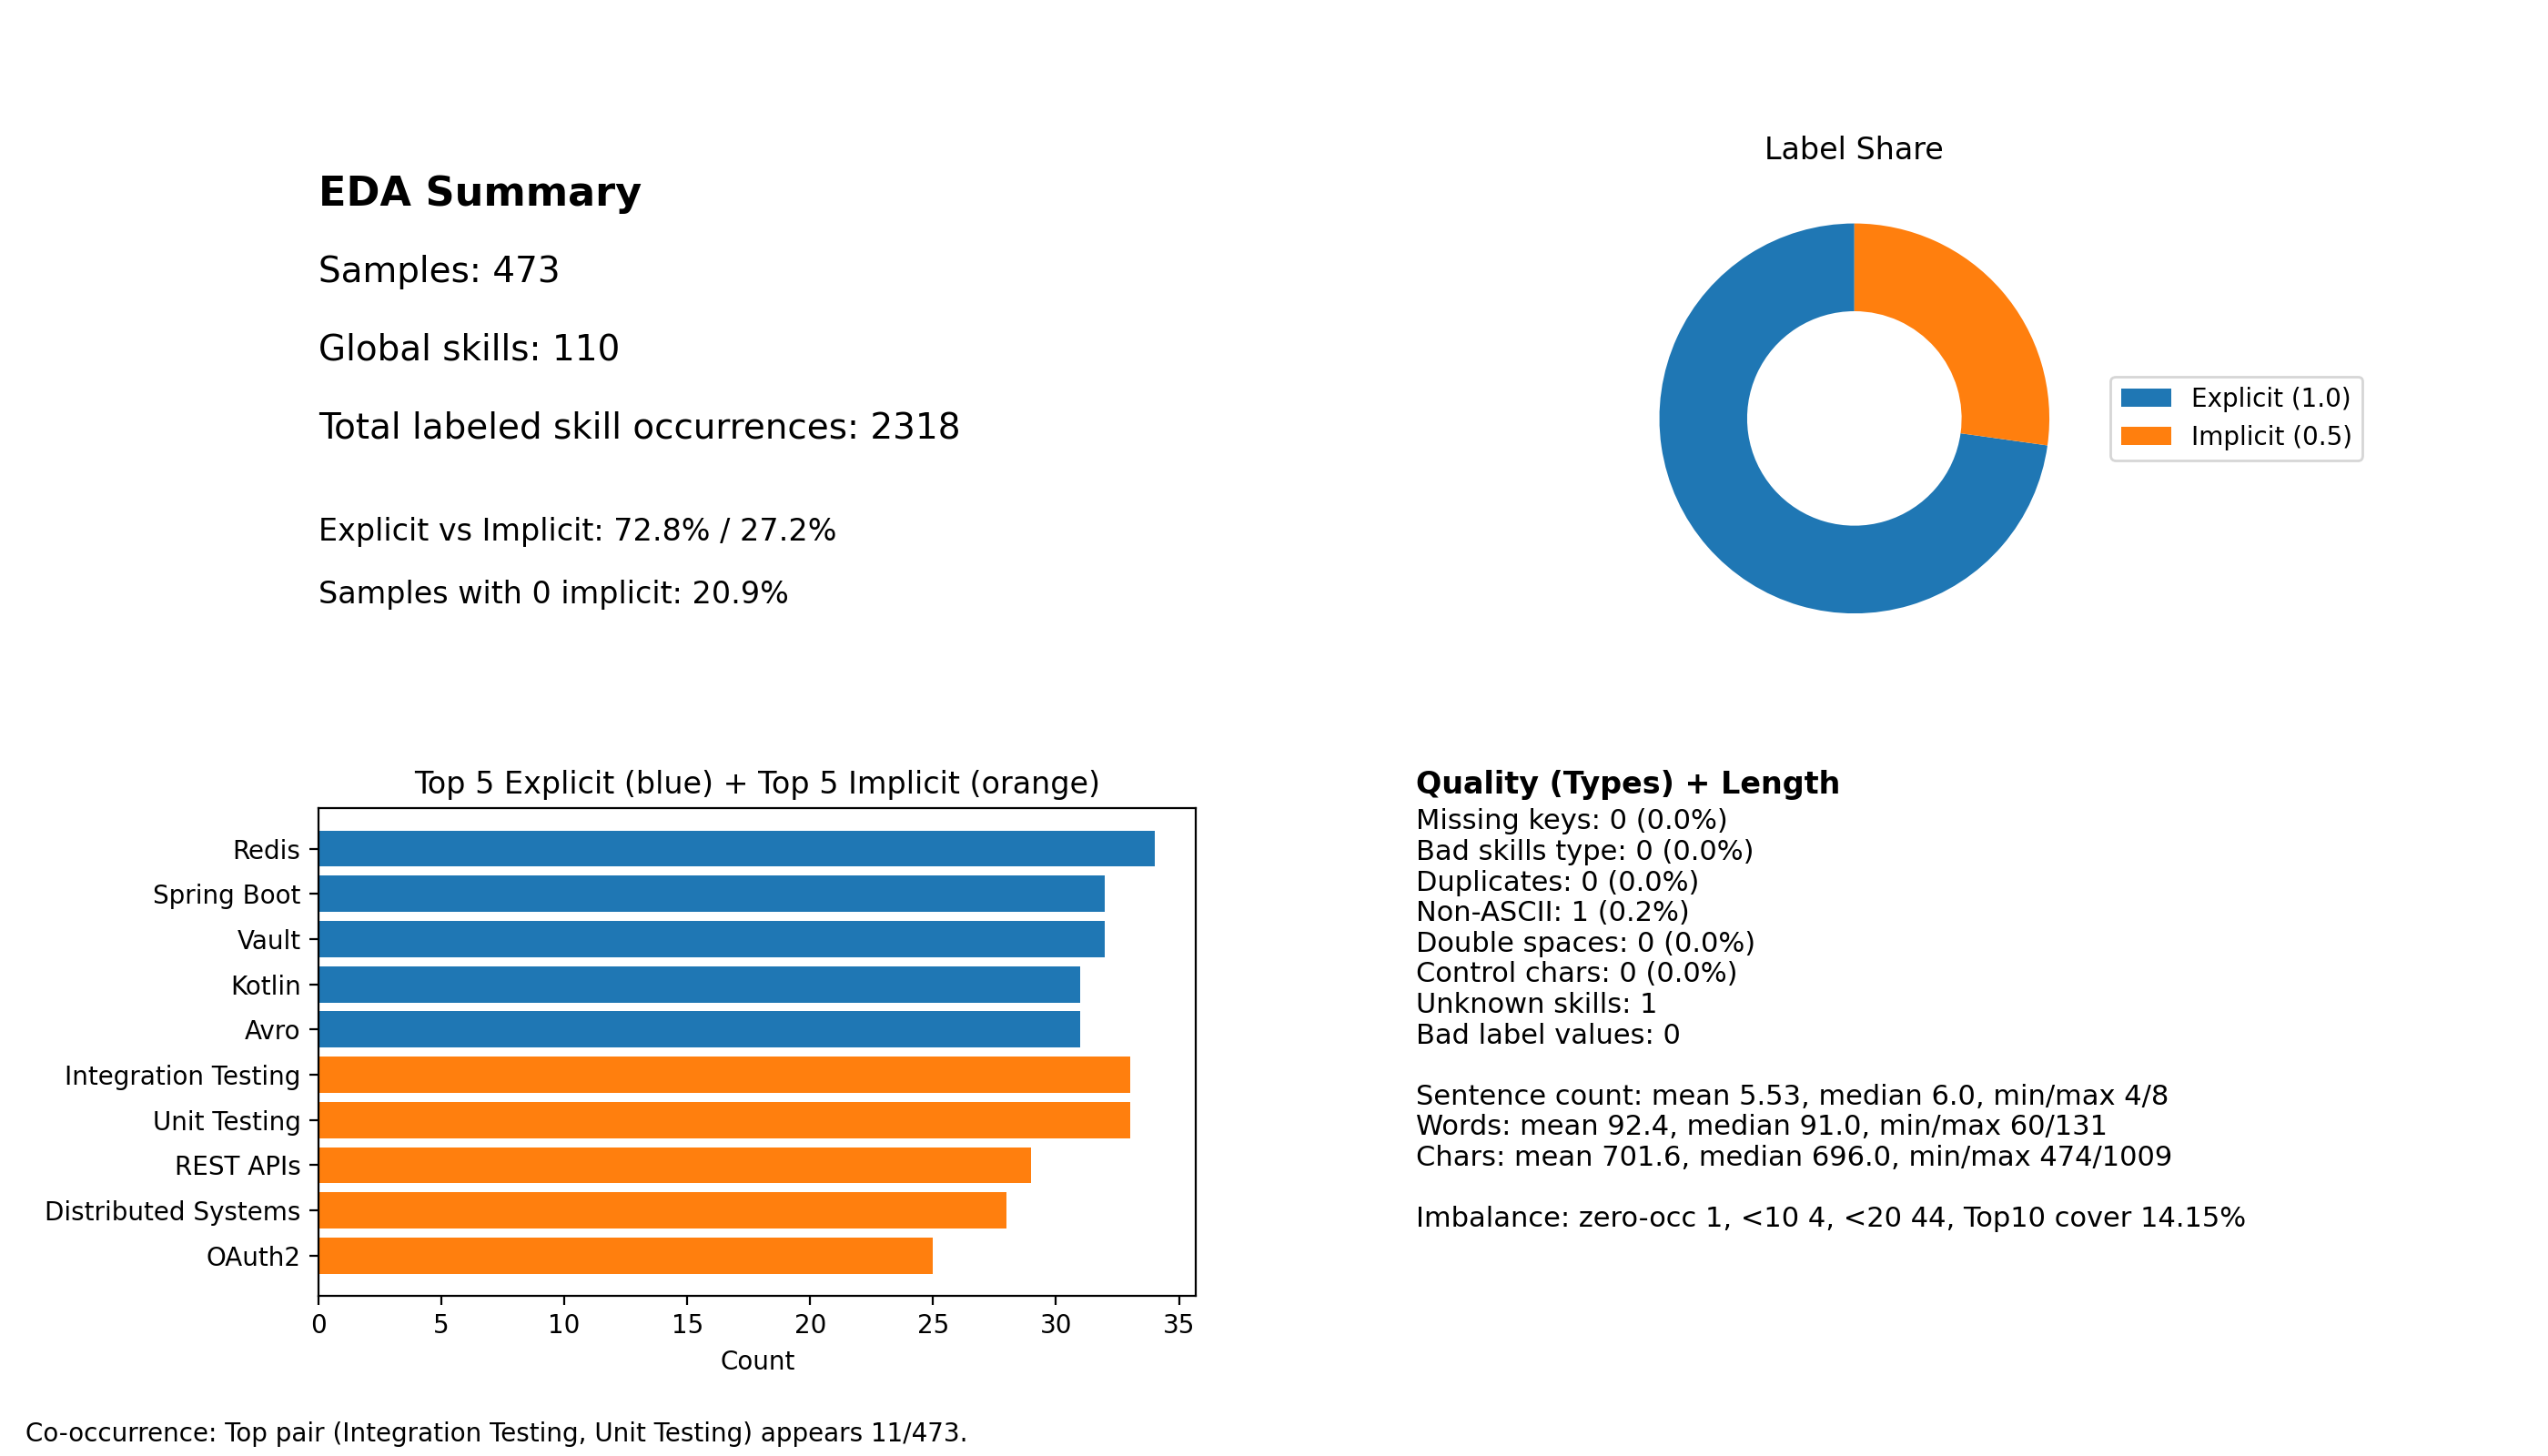 EDA Summary
Samples: 473
Global skills: 110
Total labeled skill occurrences: 2318
Explicit vs Implicit: 72.8% / 27.2%
Samples with 0 implicit: 20.9%
Label Share
Explicit (1.0)
Implicit (0.5)
Top 5 Explicit (blue) + Top 5 Implicit (orange)
Redis
Spring Boot
Vault
Kotlin
Avro
Integration Testing
Unit Testing
REST APIs
Distributed Systems
OAuth2
0 5 10 15 20 25 30 35
Count
Quality (Types) + Length
Missing keys: 0 (0.0%)
Bad skills type: 0 (0.0%)
Duplicates: 0 (0.0%)
Non-ASCII: 1 (0.2%)
Double spaces: 0 (0.0%)
Control chars: 0 (0.0%)
Unknown skills: 1
Bad label values: 0
Sentence count: mean 5.53, median 6.0, min/max 4/8
Words: mean 92.4, median 91.0, min/max 60/131
Chars: mean 701.6, median 696.0, min/max 474/1009
Imbalance: zero-occ 1, <10 4, <20 44, Top10 cover 14.15%
Co-occurrence: Top pair (Integration Testing, Unit Testing) appears 11/473.